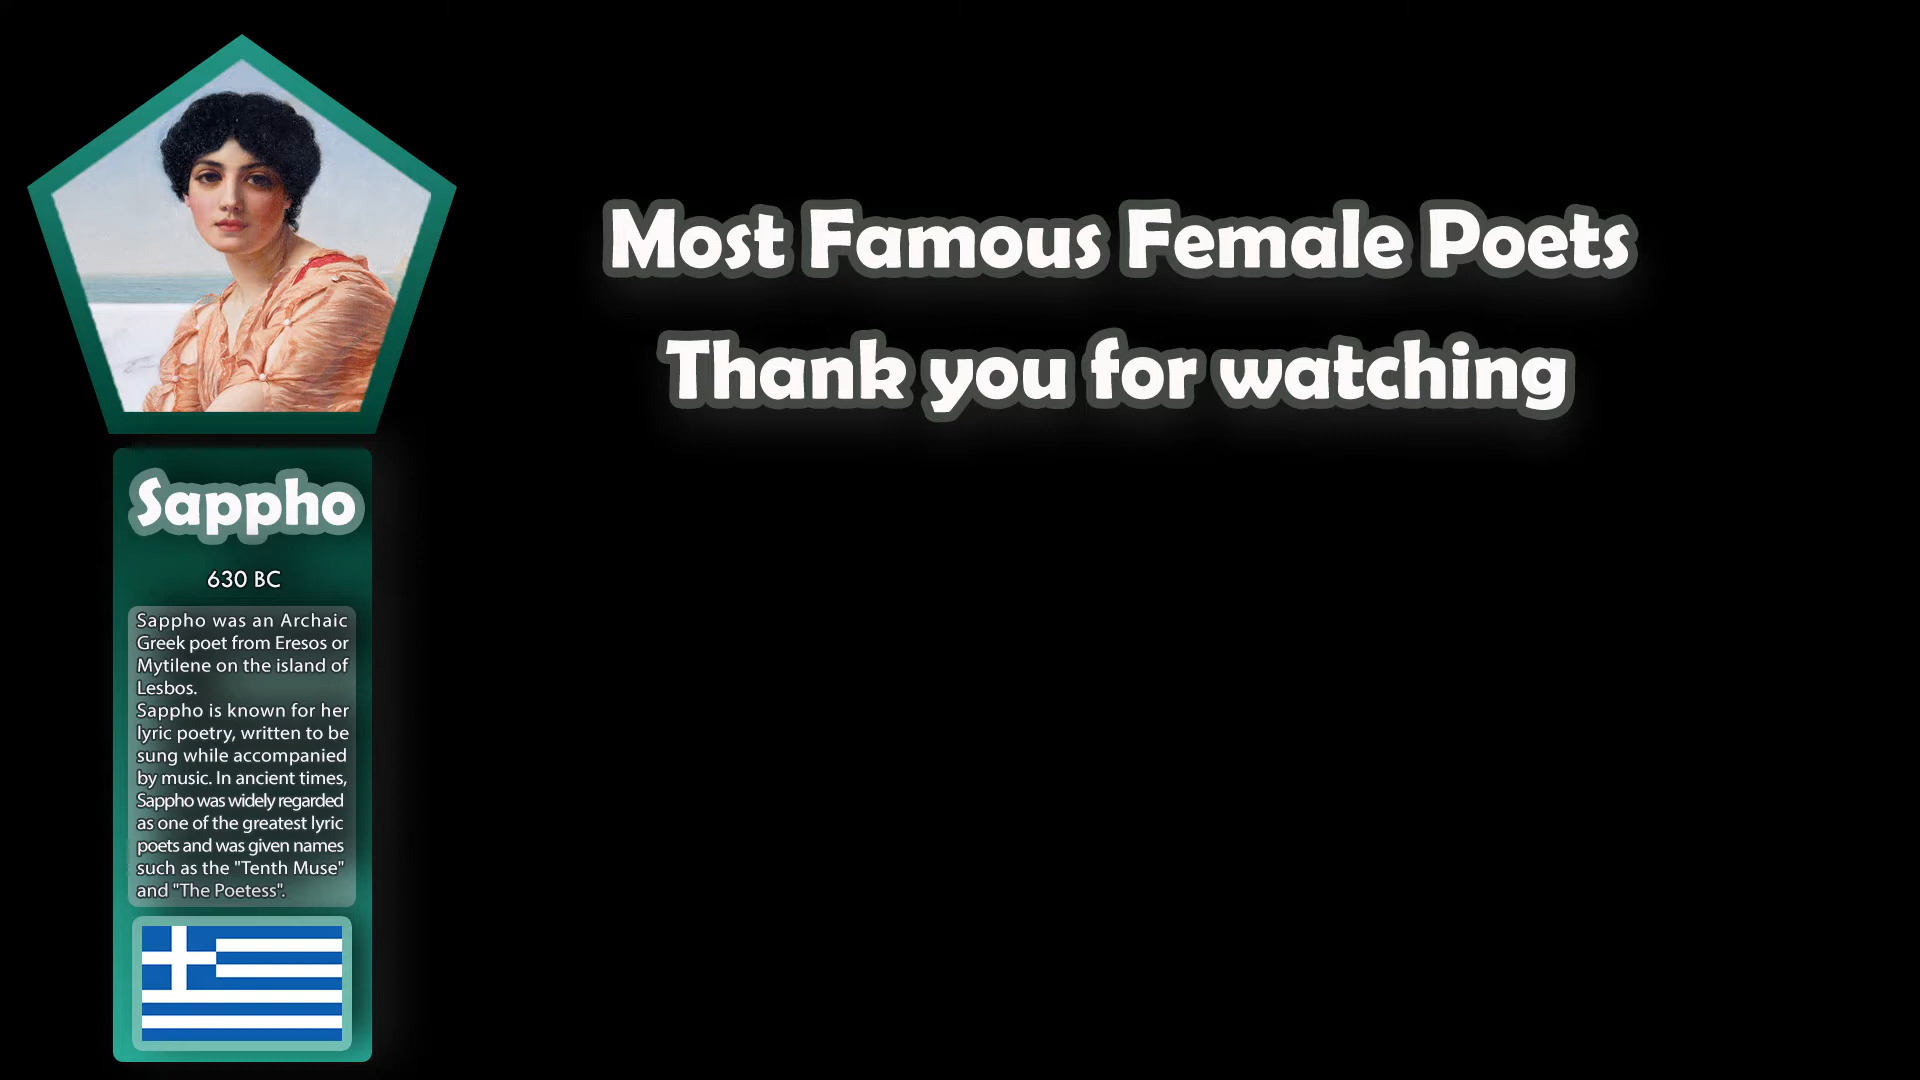 Most Famous Female Poets
Thank you for watching
Sappho
630 BC
Sappho was an Archaic
Greek poet from Eresos or
Mytilene on the island of
Lesbos.
Sappho is known for her
lyric poetry, written to be
sung while accompanied
by music. In ancient times,
Sappho was widely regarded
as one of the greatest lyric
poets and was given names
such as the "Tenth Muse"
and "The Poetess".